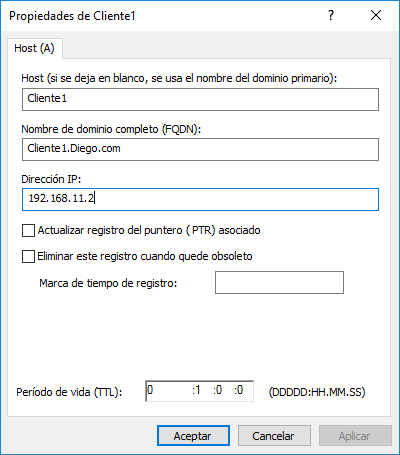 Propiedades de Cliente1
Host (A)
Host (si se deja en blanco, se usa el nombre del dominio primario):
Cliente1
Nombre de dominio completo (FQDN):
Cliente1.Diego.com
Dirección IP:
192.168.11.2
Actualizar registro del puntero ( PTR) asociado
Eliminar este registro cuando quede obsoleto
Marca de tiempo de registro:
Período de vida (TTL): 0 :1 :0 :0 (DDDDD:HH.MM.SS)
Aceptar Cancelar Aplicar